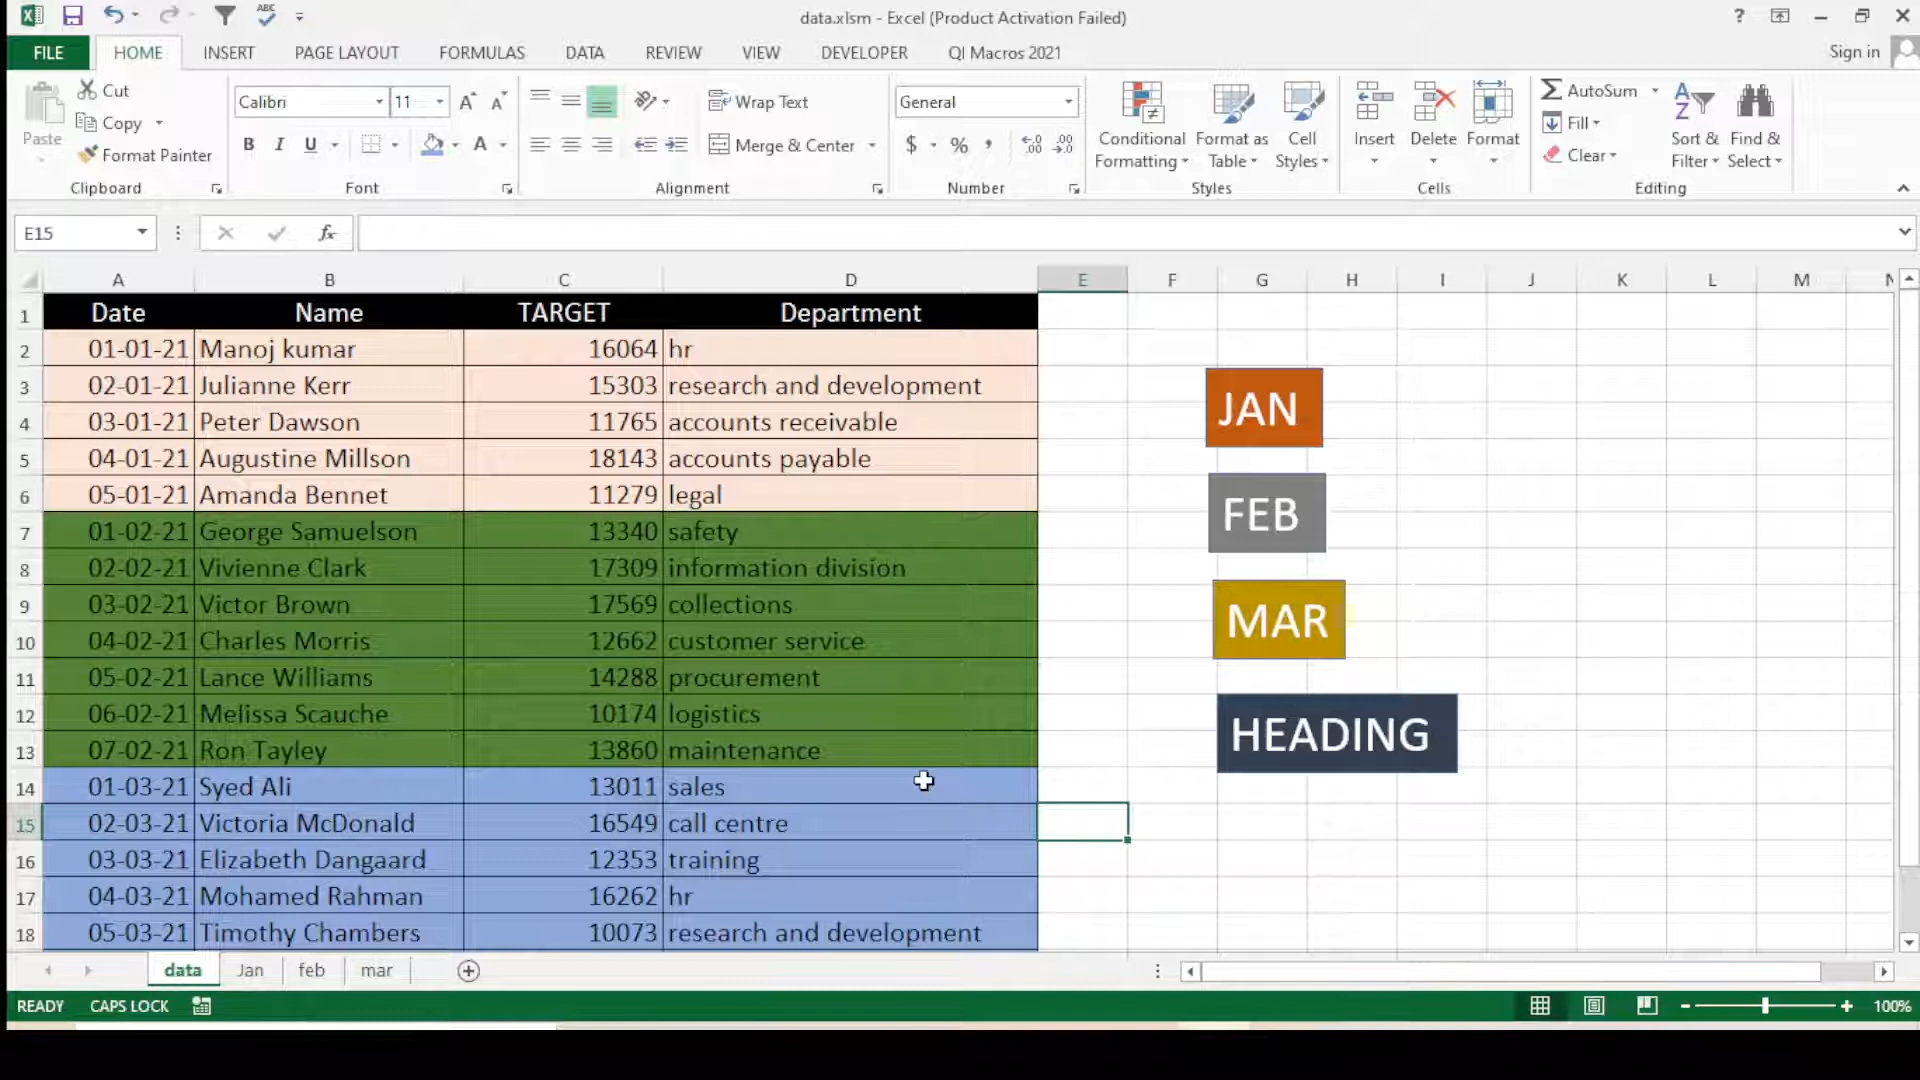 data.xlsm - Excel (Product Activation Failed)
FILE HOME INSERT PAGE LAYOUT FORMULAS DATA REVIEW VIEW DEVELOPER QI Macros 2021 Sign in
Cut
Copy
Format Painter
Paste
Clipboard
Calibri 11
B I U
Font
Wrap Text
Merge & Center
Alignment
General
$ % ,
Number
Conditional Formatting
Format as Table
Cell Styles
Styles
Insert Delete Format
Cells
AutoSum
Fill
Clear
Sort & Filter
Find & Select
Editing
E15 fx
A B C D E F G H I J K L M N
1 Date Name TARGET Department
2 01-01-21 Manoj kumar 16064 hr
3 02-01-21 Julianne Kerr 15303 research and development
4 03-01-21 Peter Dawson 11765 accounts receivable
5 04-01-21 Augustine Millson 18143 accounts payable
6 05-01-21 Amanda Bennet 11279 legal
7 01-02-21 George Samuelson 13340 safety
8 02-02-21 Vivienne Clark 17309 information division
9 03-02-21 Victor Brown 17569 collections
10 04-02-21 Charles Morris 12662 customer service
11 05-02-21 Lance Williams 14288 procurement
12 06-02-21 Melissa Scauche 10174 logistics
13 07-02-21 Ron Tayley 13860 maintenance
14 01-03-21 Syed Ali 13011 sales
15 02-03-21 Victoria McDonald 16549 call centre
16 03-03-21 Elizabeth Dangaard 12353 training
17 04-03-21 Mohamed Rahman 16262 hr
18 05-03-21 Timothy Chambers 10073 research and development
JAN
FEB
MAR
HEADING
data Jan feb mar
READY CAPS LOCK 100%